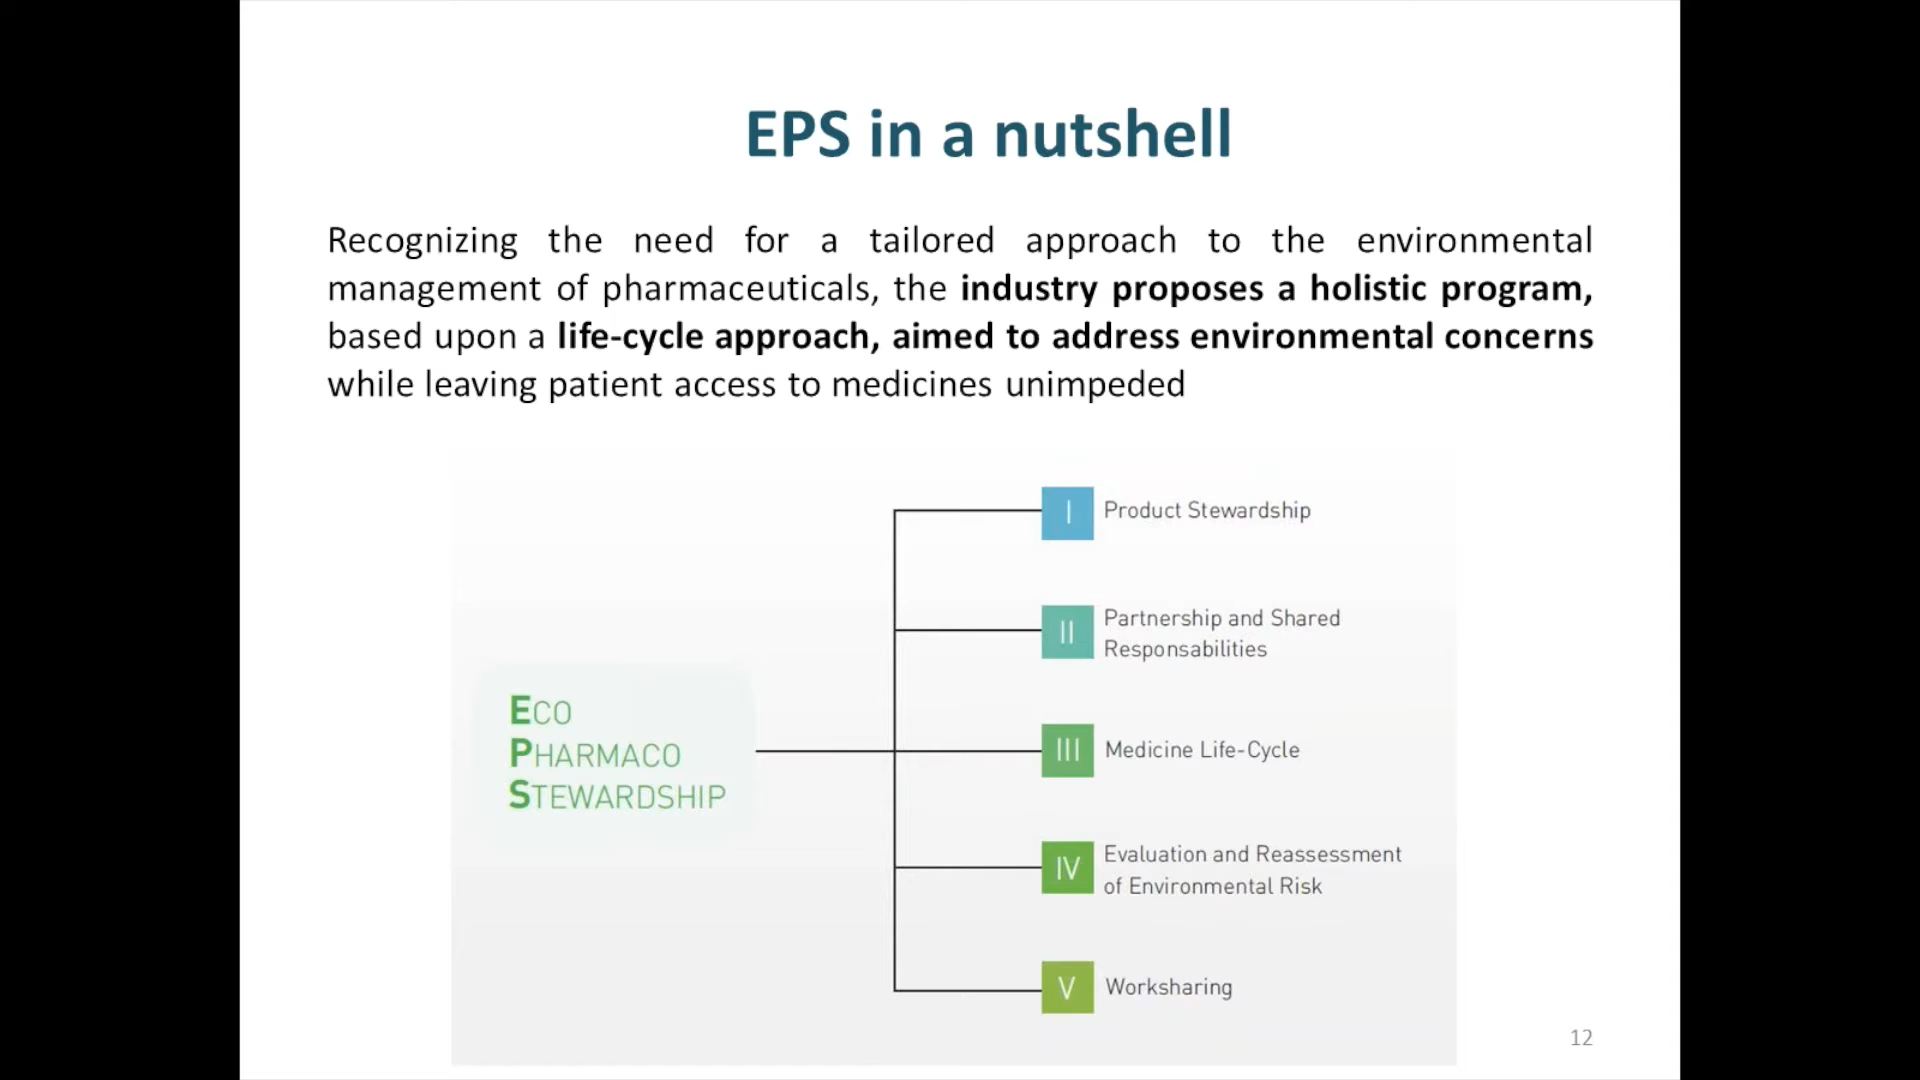 EPS in a nutshell
Recognizing the need for a tailored approach to the environmental
management of pharmaceuticals, the industry proposes a holistic program,
based upon a life-cycle approach, aimed to address environmental concerns
while leaving patient access to medicines unimpeded
ECO
PHARMACO
STEWARDSHIP
I Product Stewardship
II Partnership and Shared
Responsabilities
III Medicine Life-Cycle
IV Evaluation and Reassessment
of Environmental Risk
V Worksharing
12